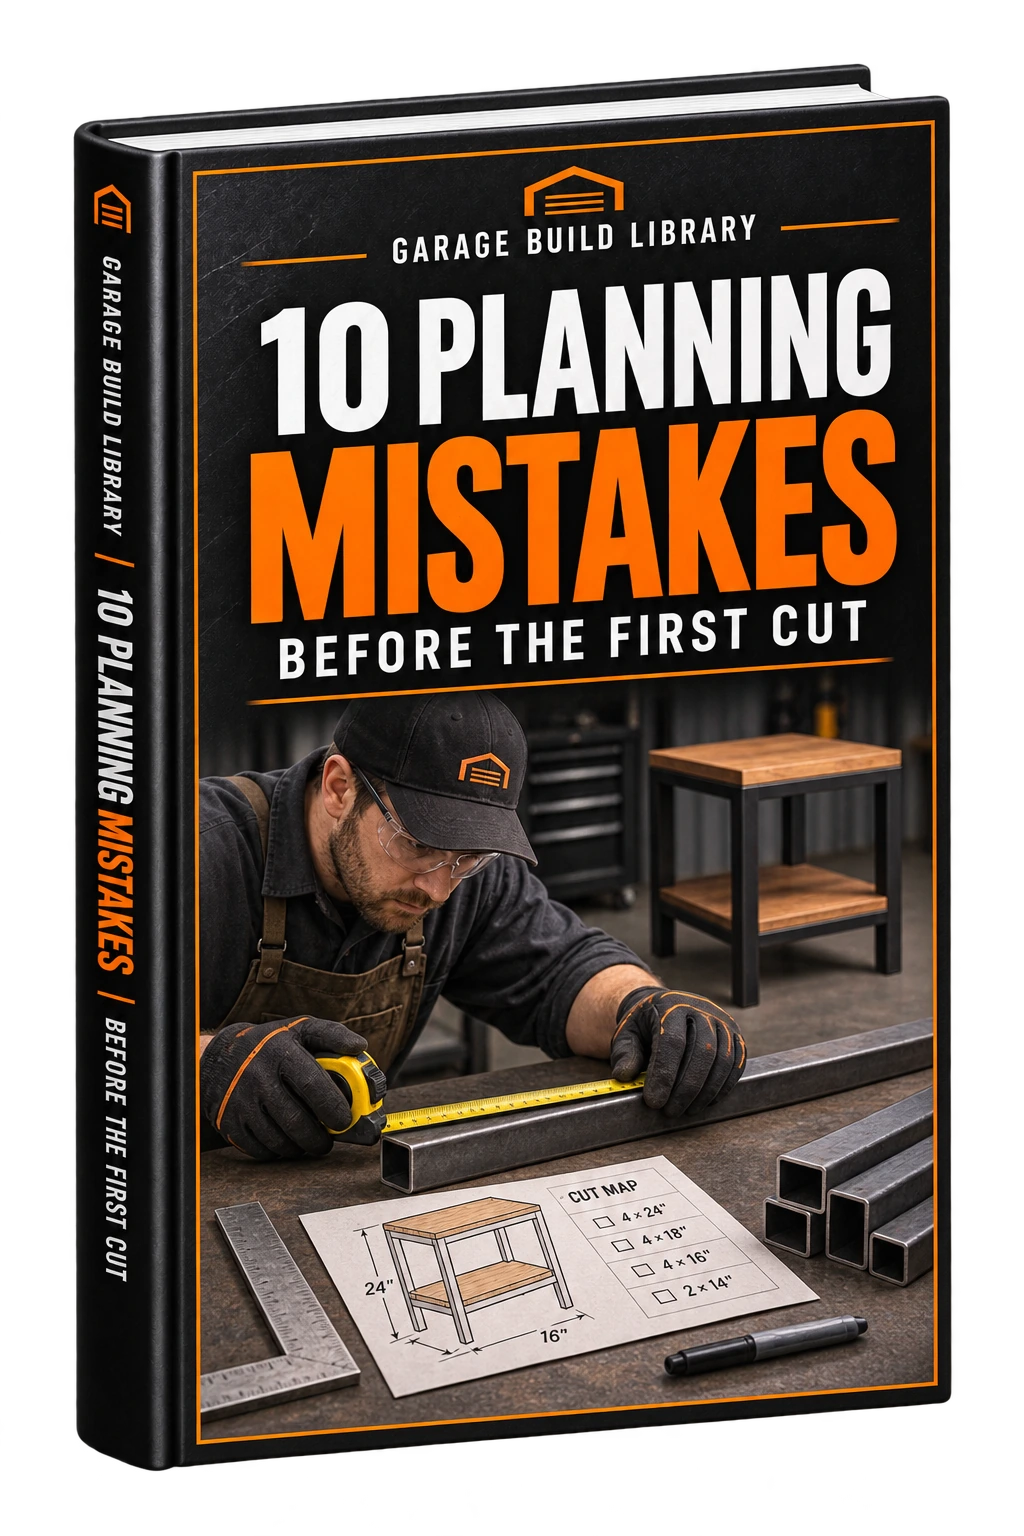 GARAGE BUILD LIBRARY
10 PLANNING
MISTAKES
BEFORE THE FIRST CUT
GARAGE BUILD LIBRARY | 10 PLANNING MISTAKES | BEFORE THE FIRST CUT
CUT MAP
4 × 24"
4 × 18"
4 × 16"
2 × 14"
24"
16"